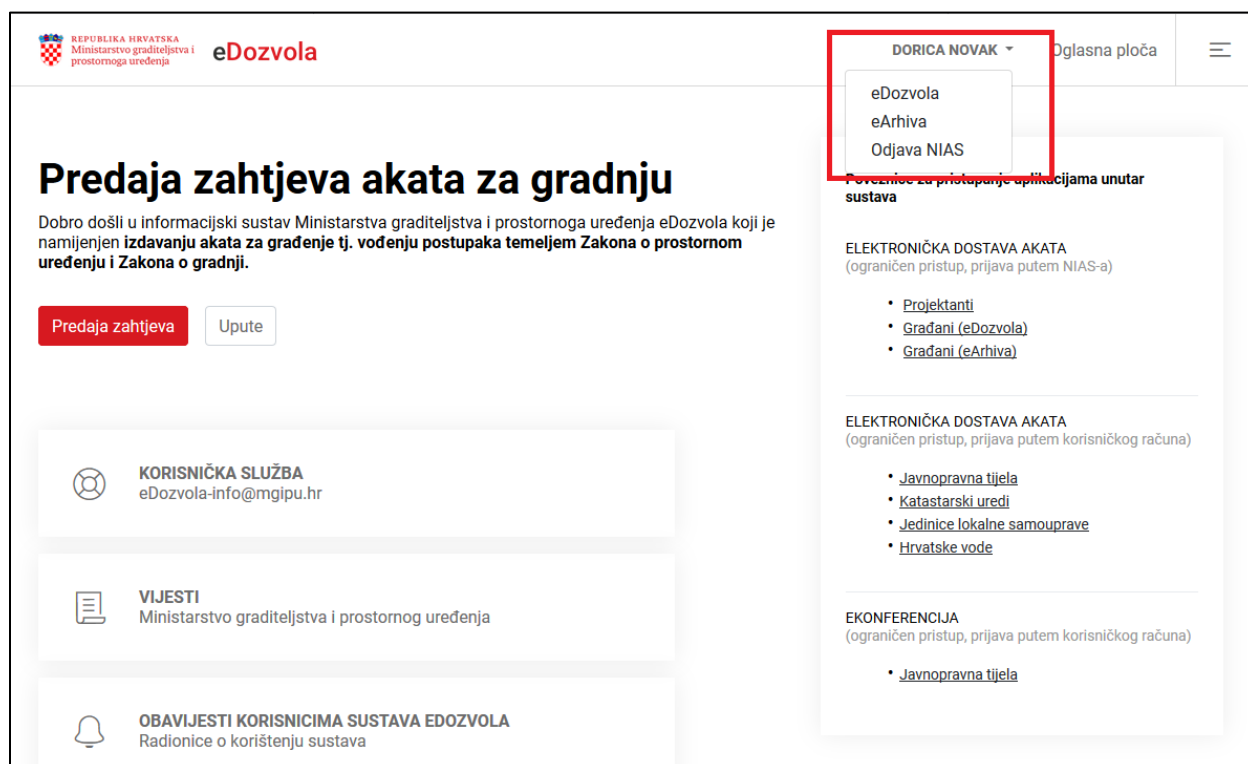 REPUBLIKA HRVATSKA
Ministarstvo graditeljstva i
prostornoga uređenja
eDozvola
DORICA NOVAK
Oglasna ploča
eDozvola
eArhiva
Odjava NIAS
Predaja zahtjeva akata za gradnju
Dobro došli u informacijski sustav Ministarstva graditeljstva i prostornoga uređenja eDozvola koji je
namijenjen izdavanju akata za građenje tj. vođenju postupaka temeljem Zakona o prostornom
uređenju i Zakona o gradnji.
Predaja zahtjeva
Upute
KORISNIČKA SLUŽBA
eDozvola-info@mgipu.hr
VIJESTI
Ministarstvo graditeljstva i prostornog uređenja
OBAVIJESTI KORISNICIMA SUSTAVA EDOZVOLA
Radionice o korištenju sustava
Poveznice za pristupanje aplikacijama unutar
sustava
ELEKTRONIČKA DOSTAVA AKATA
(ograničen pristup, prijava putem NIAS-a)
• Projektanti
• Građani (eDozvola)
• Građani (eArhiva)
ELEKTRONIČKA DOSTAVA AKATA
(ograničen pristup, prijava putem korisničkog računa)
• Javnopravna tijela
• Katastarski uredi
• Jedinice lokalne samouprave
• Hrvatske vode
EKONFERENCIJA
(ograničen pristup, prijava putem korisničkog računa)
• Javnopravna tijela